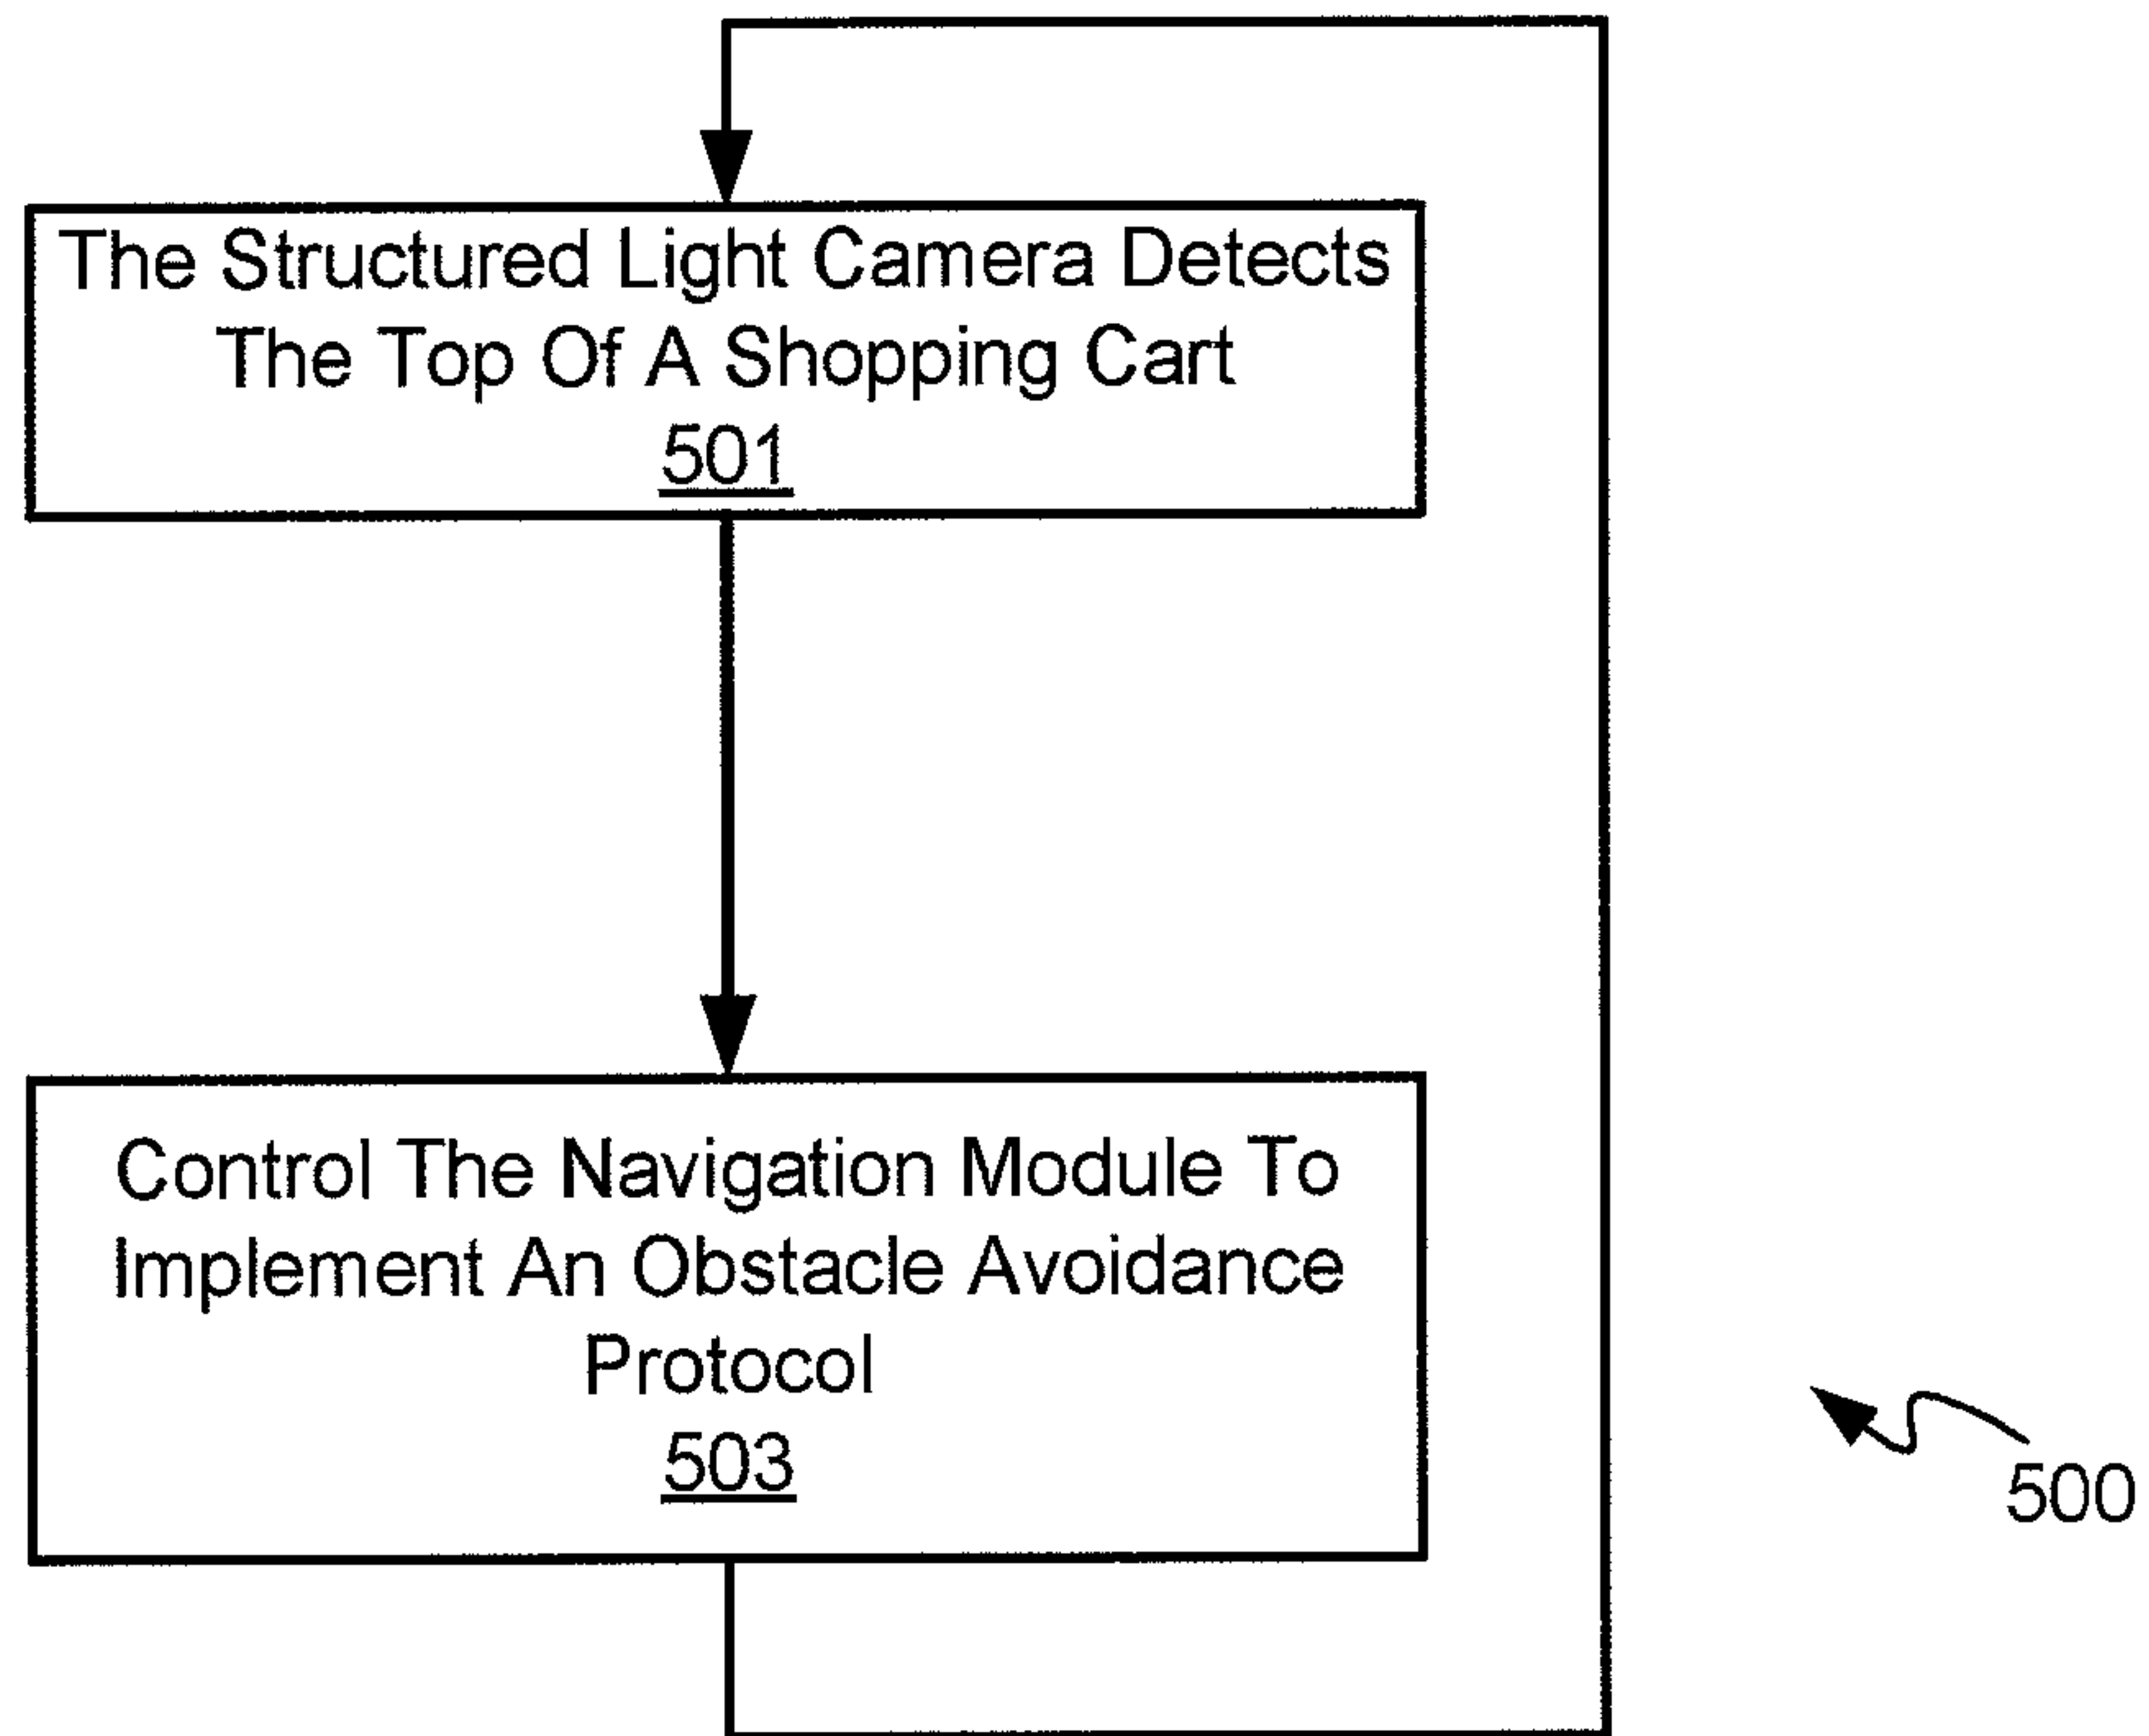 The Structured Light Camera Detects
The Top Of A Shopping Cart
501
Control The Navigation Module To
Implement An Obstacle Avoidance
Protocol
503
500